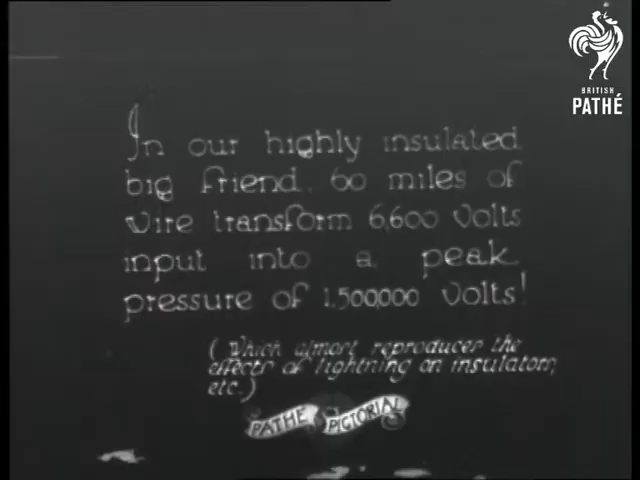 BRITISH
PATHÉ
In our highly insulated
big friend, 60 miles of
wire transform 6,600 volts
input into a peak
pressure of 1,500,000 volts!
(Which almost reproduces the
effects of lightning on insulators,
etc.)
PATHE PICTORIAL